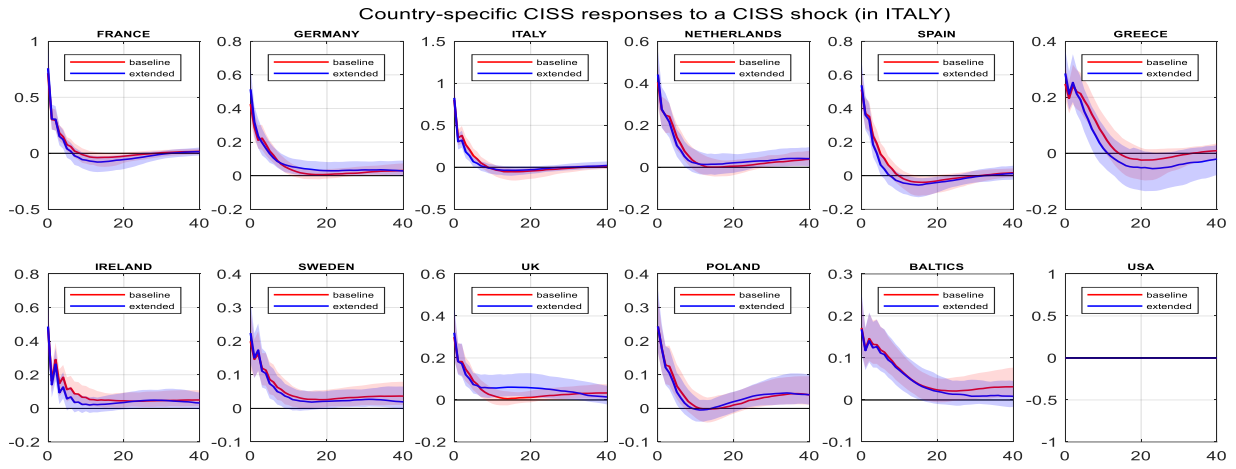 Country-specific CISS responses to a CISS shock (in ITALY)
FRANCE GERMANY ITALY NETHERLANDS SPAIN GREECE
1 0.8 1.5 0.6 0.8 0.4
baseline baseline baseline baseline baseline baseline
extended extended extended extended extended extended
0.6 1 0.4 0.6
0.5 0.4 0.2 0.4 0.2
0.5 0.2
0 0.2 0 0 0 0
0 0
-0.5 -0.2 -0.5 -0.2 -0.2 -0.2
0 20 40 0 20 40 0 20 40 0 20 40 0 20 40 0 20 40
IRELAND SWEDEN UK POLAND BALTICS USA
0.8 0.4 0.6 0.4 0.3 1
baseline baseline baseline baseline baseline baseline
extended extended extended extended extended extended
0.6 0.3 0.4 0.3 0.2 0.5
0.4 0.2 0.2 0.2 0.1 0
0.2 0.1 0.1
0 0 0 0 0 -0.5
-0.2 -0.1 -0.2 -0.1 -0.1 -1
0 20 40 0 20 40 0 20 40 0 20 40 0 20 40 0 20 40